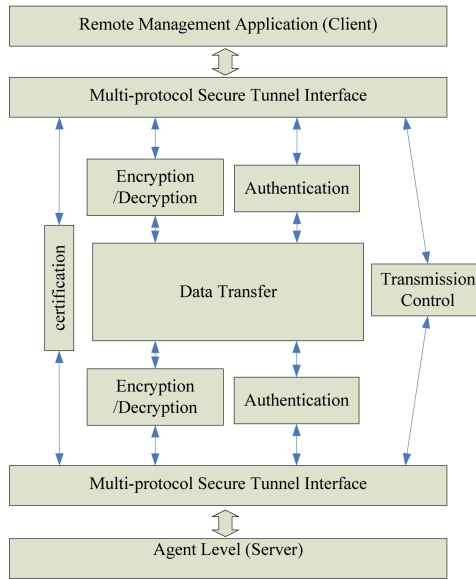 Remote Management Application (Client)
Multi-protocol Secure Tunnel Interface
Encryption
/Decryption
Authentication
certification
Data Transfer
Transmission
Control
Encryption
/Decryption
Authentication
Multi-protocol Secure Tunnel Interface
Agent Level (Server)